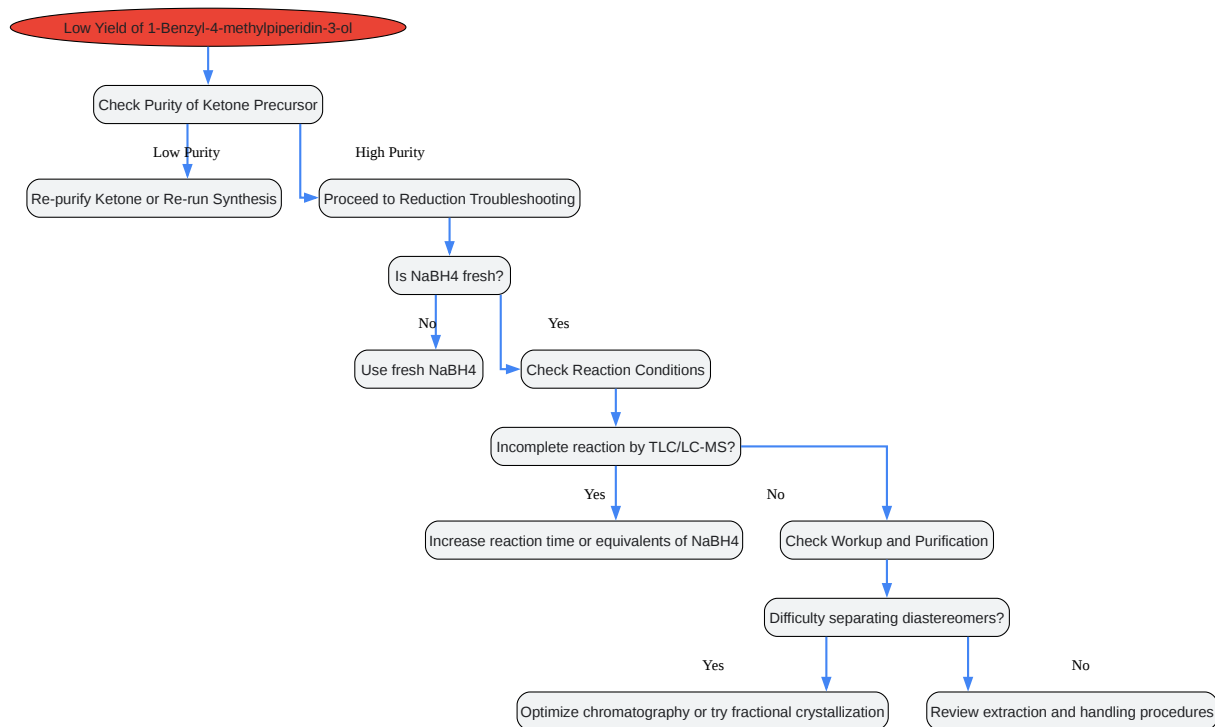 Low Yield of 1-Benzyl-4-methylpiperidin-3-ol
Check Purity of Ketone Precursor
Low Purity
High Purity
Re-purify Ketone or Re-run Synthesis
Proceed to Reduction Troubleshooting
Is NaBH4 fresh?
No
Yes
Use fresh NaBH4
Check Reaction Conditions
Incomplete reaction by TLC/LC-MS?
Yes
No
Increase reaction time or equivalents of NaBH4
Check Workup and Purification
Difficulty separating diastereomers?
Yes
No
Optimize chromatography or try fractional crystallization
Review extraction and handling procedures